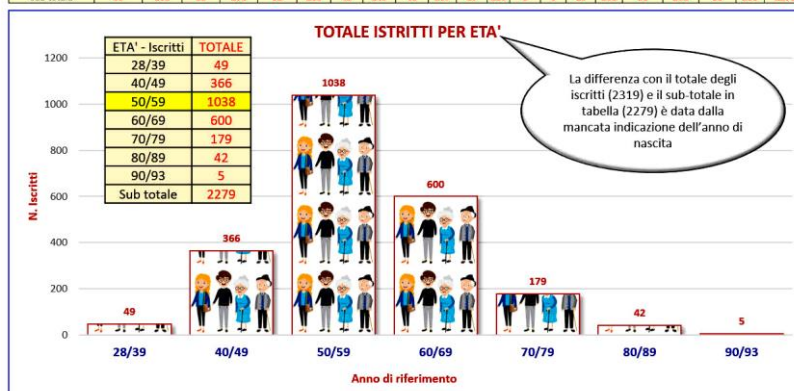 TOTALE ISTRITTI PER ETA'
ETA' - Iscritti TOTALE
28/39 49
40/49 366
50/59 1038
60/69 600
70/79 179
80/89 42
90/93 5
Sub totale 2279
La differenza con il totale degli
iscritti (2319) e il sub-totale in
tabella (2279) è data dalla
mancata indicazione dell'anno di
nascita
N. Iscritti
1200
1000
800
600
400
200
0
49
366
1038
600
179
42
5
28/39 40/49 50/59 60/69 70/79 80/89 90/93
Anno di riferimento